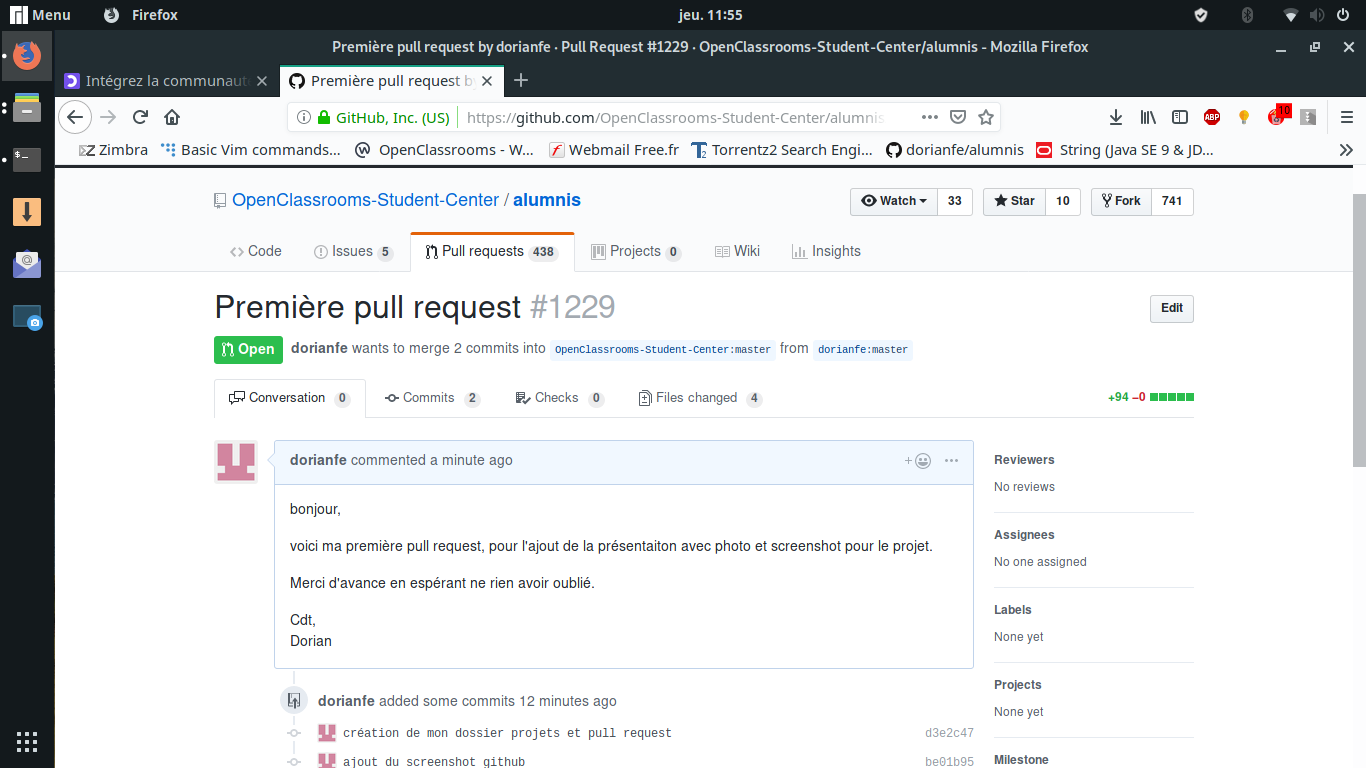 Menu Firefox jeu. 11:55
Première pull request by dorianfe · Pull Request #1229 · OpenClassrooms-Student-Center/alumnis - Mozilla Firefox
Intégrez la communaut Première pull request by
GitHub, Inc. (US) https://github.com/OpenClassrooms-Student-Center/alumnis ABP 10
Zimbra Basic Vim commands... OpenClassrooms - W... Webmail Free.fr Torrentz2 Search Engi... dorianfe/alumnis String (Java SE 9 & JD...
OpenClassrooms-Student-Center / alumnis Watch 33 Star 10 Fork 741
Code Issues 5 Pull requests 438 Projects 0 Wiki Insights
Première pull request #1229 Edit
Open dorianfe wants to merge 2 commits into OpenClassrooms-Student-Center:master from dorianfe:master
Conversation 0 Commits 2 Checks 0 Files changed 4 +94 −0
dorianfe commented a minute ago
bonjour,
voici ma première pull request, pour l'ajout de la présentaiton avec photo et screenshot pour le projet.
Merci d'avance en espérant ne rien avoir oublié.
Cdt,
Dorian
dorianfe added some commits 12 minutes ago
création de mon dossier projets et pull request d3e2c47
ajout du screenshot github be01b95
Reviewers
No reviews
Assignees
No one assigned
Labels
None yet
Projects
None yet
Milestone